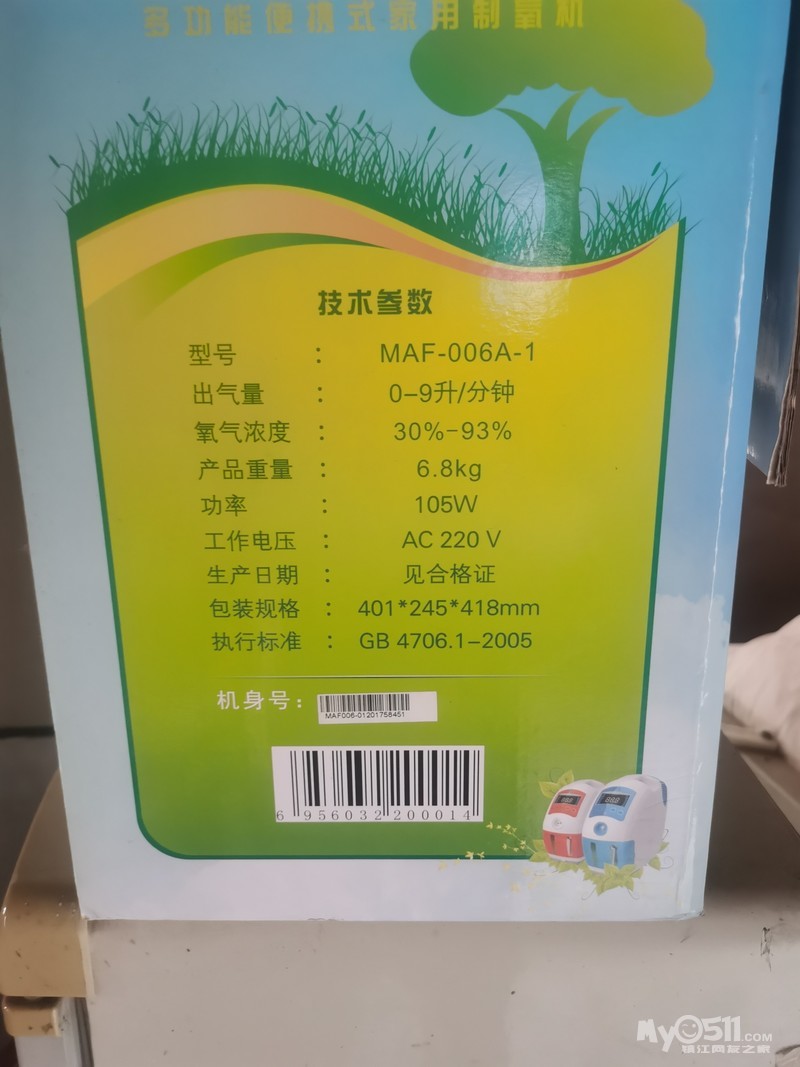 多功能便携式家用制氧机
技术参数
型号 : MAF-006A-1
出气量 : 0-9升/分钟
氧气浓度 : 30%-93%
产品重量 : 6.8kg
功率 : 105W
工作电压 : AC 220 V
生产日期 : 见合格证
包装规格 : 401*245*418mm
执行标准 : GB 4706.1-2005
机身号:
MAF006-01201758451
6 956032 200014
My0511.COM
镇江网友之家